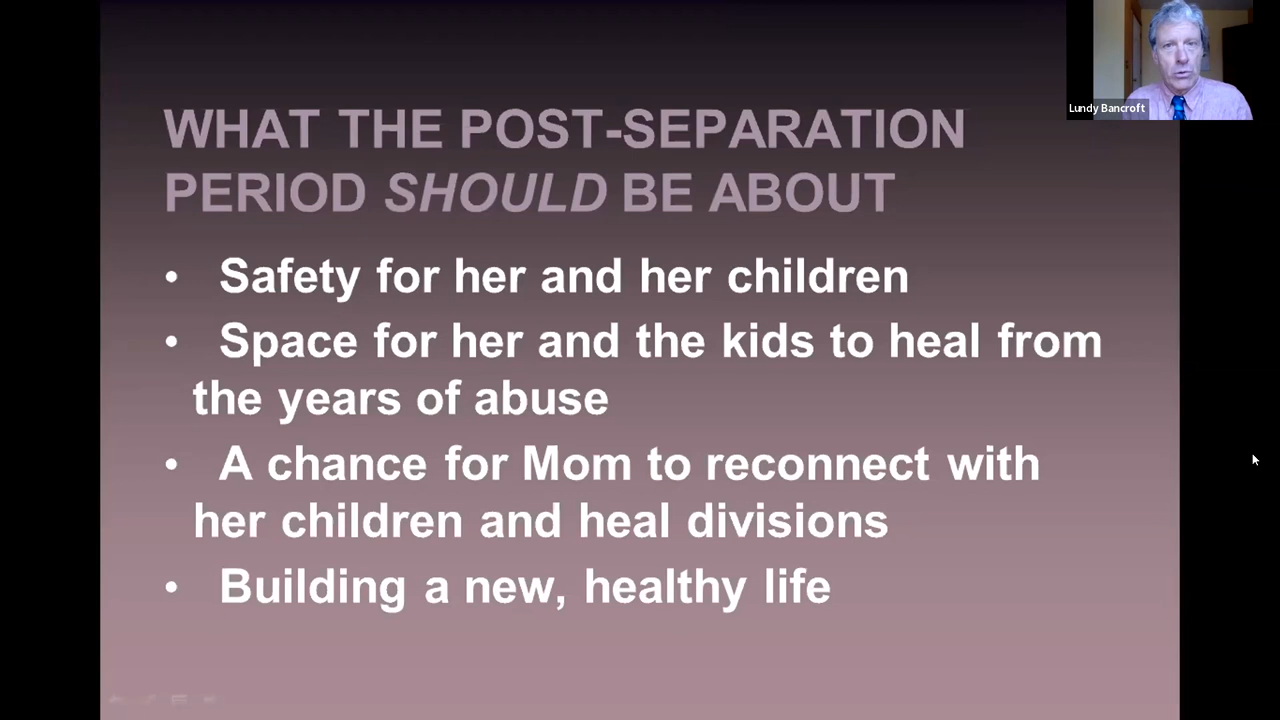 Lundy Bancroft
WHAT THE POST-SEPARATION
PERIOD SHOULD BE ABOUT
• Safety for her and her children
• Space for her and the kids to heal from
the years of abuse
• A chance for Mom to reconnect with
her children and heal divisions
• Building a new, healthy life